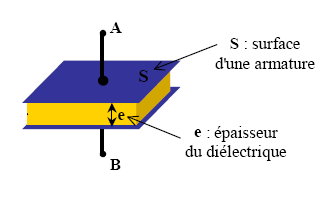 A
S : surface
d'une armature
S
e
e : épaisseur
du diélectrique
B